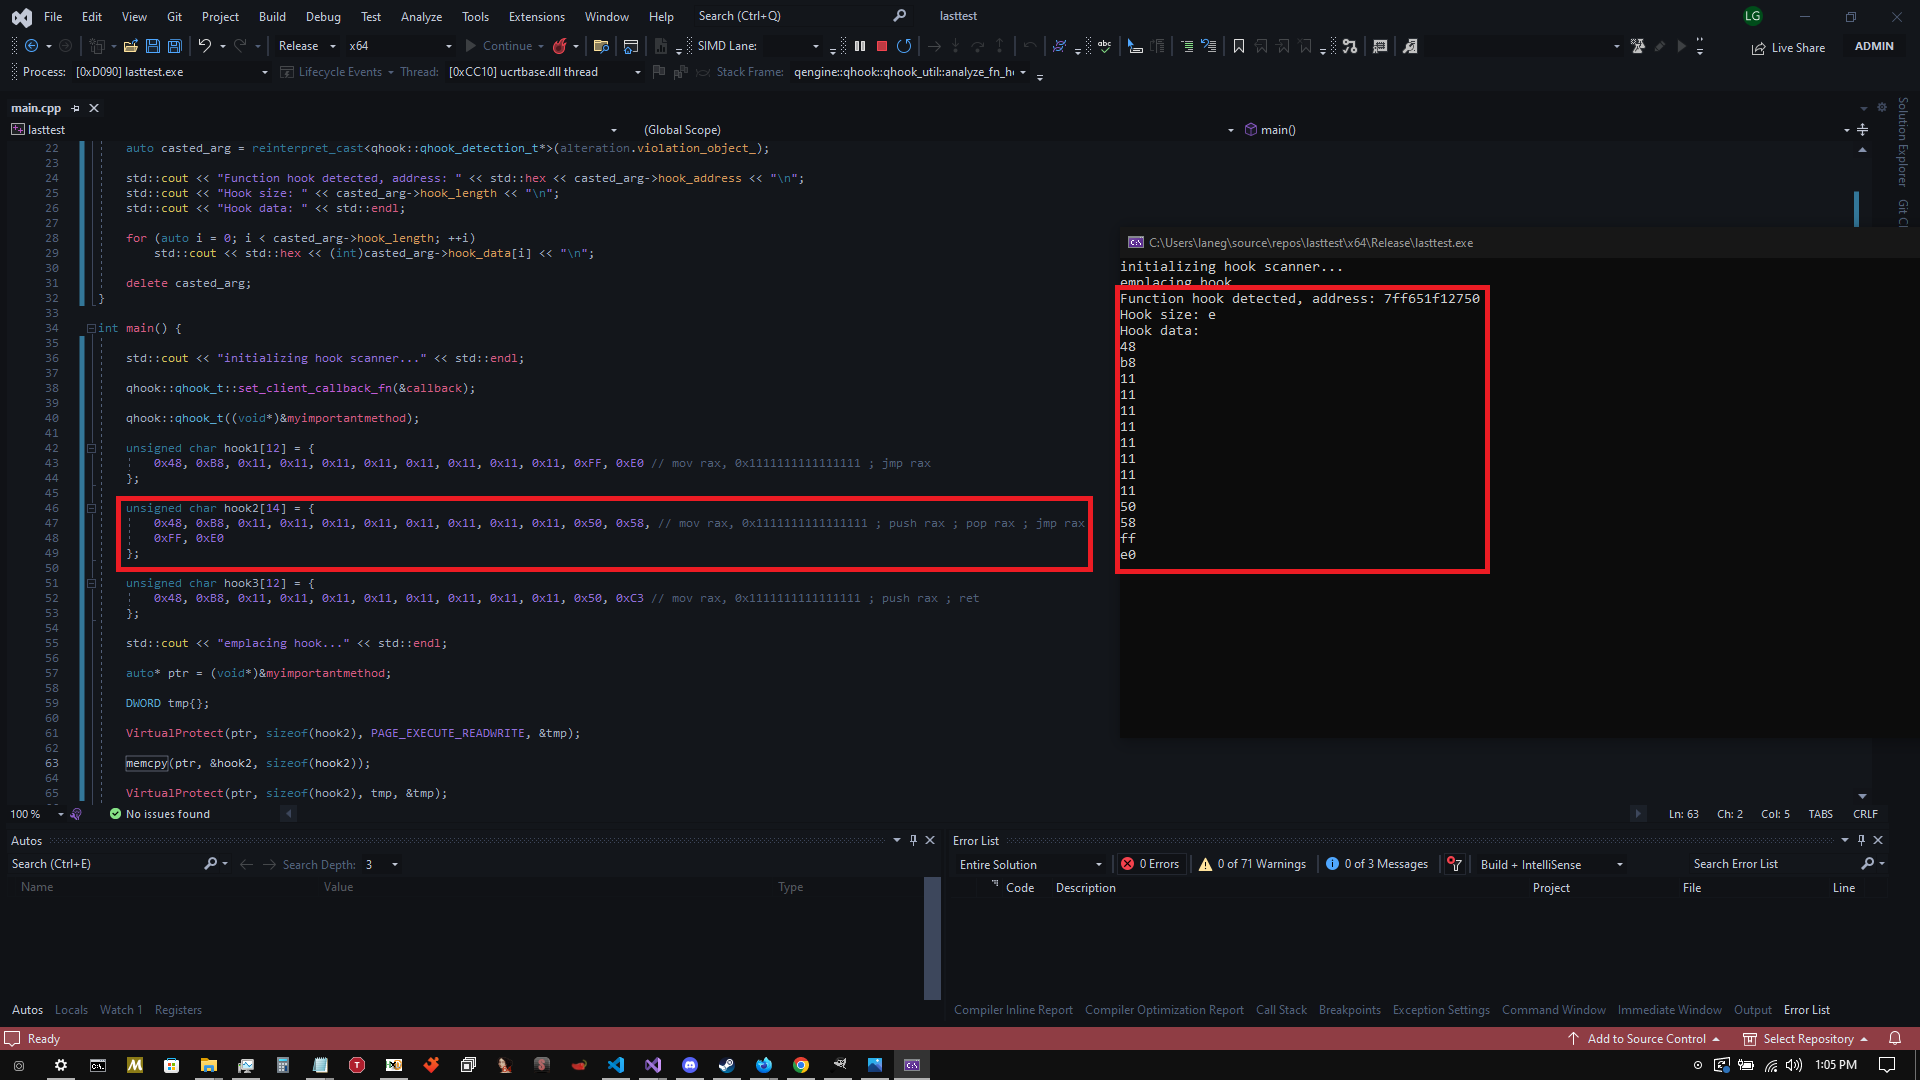 File Edit View Git Project Build Debug Test Analyze Tools Extensions Window Help Search (Ctrl+Q) lasttest LG
Release x64 Continue SIMD Lane: Live Share ADMIN
Process: [0xD090] lasttest.exe Lifecycle Events Thread: [0xCC10] ucrtbase.dll thread Stack Frame: qengine::qhook::qhook_util::analyze_fn_h
main.cpp
lasttest (Global Scope) main()
Solution Explorer
22 auto casted_arg = reinterpret_cast<qhook::qhook_detection_t*>(alteration.violation_object_);
23
24 std::cout << "Function hook detected, address: " << std::hex << casted_arg->hook_address << "\n";
25 std::cout << "Hook size: " << casted_arg->hook_length << "\n";
26 std::cout << "Hook data: " << std::endl;
27
28 for (auto i = 0; i < casted_arg->hook_length; ++i)
29 std::cout << std::hex << (int)casted_arg->hook_data[i] << "\n";
30
31 delete casted_arg;
32 }
33
34 int main() {
35
36 std::cout << "initializing hook scanner..." << std::endl;
37
38 qhook::qhook_t::set_client_callback_fn(&callback);
39
40 qhook::qhook_t((void*)&myimportantmethod);
41
42 unsigned char hook1[12] = {
43 0x48, 0xB8, 0x11, 0x11, 0x11, 0x11, 0x11, 0x11, 0x11, 0x11, 0xFF, 0xE0 // mov rax, 0x1111111111111111 ; jmp rax
44 };
45
46 unsigned char hook2[14] = {
47 0x48, 0xB8, 0x11, 0x11, 0x11, 0x11, 0x11, 0x11, 0x11, 0x11, 0x50, 0x58, // mov rax, 0x1111111111111111 ; push rax ; pop rax ; jmp rax
48 0xFF, 0xE0
49 };
50
51 unsigned char hook3[12] = {
52 0x48, 0xB8, 0x11, 0x11, 0x11, 0x11, 0x11, 0x11, 0x11, 0x11, 0x50, 0xC3 // mov rax, 0x1111111111111111 ; push rax ; ret
53 };
54
55 std::cout << "emplacing hook..." << std::endl;
56
57 auto* ptr = (void*)&myimportantmethod;
58
59 DWORD tmp{};
60
61 VirtualProtect(ptr, sizeof(hook2), PAGE_EXECUTE_READWRITE, &tmp);
62
63 memcpy(ptr, &hook2, sizeof(hook2));
64
65 VirtualProtect(ptr, sizeof(hook2), tmp, &tmp);
C:\Users\laneg\source\repos\lasttest\x64\Release\lasttest.exe
initializing hook scanner...
emplacing hook
Function hook detected, address: 7ff651f12750
Hook size: e
Hook data:
48
b8
11
11
11
11
11
11
11
11
50
58
ff
e0
100 % No issues found Ln: 63 Ch: 2 Col: 5 TABS CRLF
Autos
Search (Ctrl+E) Search Depth: 3
Name Value Type
Autos Locals Watch 1 Registers
Error List
Entire Solution 0 Errors 0 of 71 Warnings 0 of 3 Messages Build + IntelliSense Search Error List
Code Description Project File Line
Compiler Inline Report Compiler Optimization Report Call Stack Breakpoints Exception Settings Command Window Immediate Window Output Error List
Ready Add to Source Control Select Repository
1:05 PM